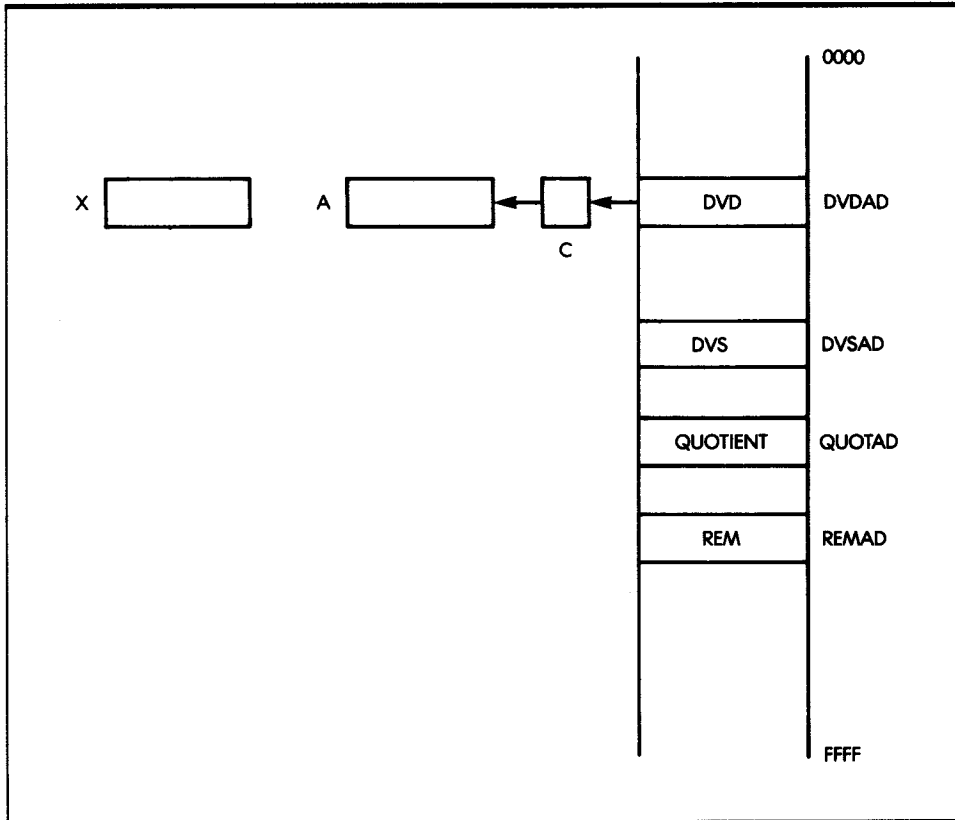 0000
X
A
DVD
DVDAD
C
DVS
DVSAD
QUOTIENT
QUOTAD
REM
REMAD
FFFF